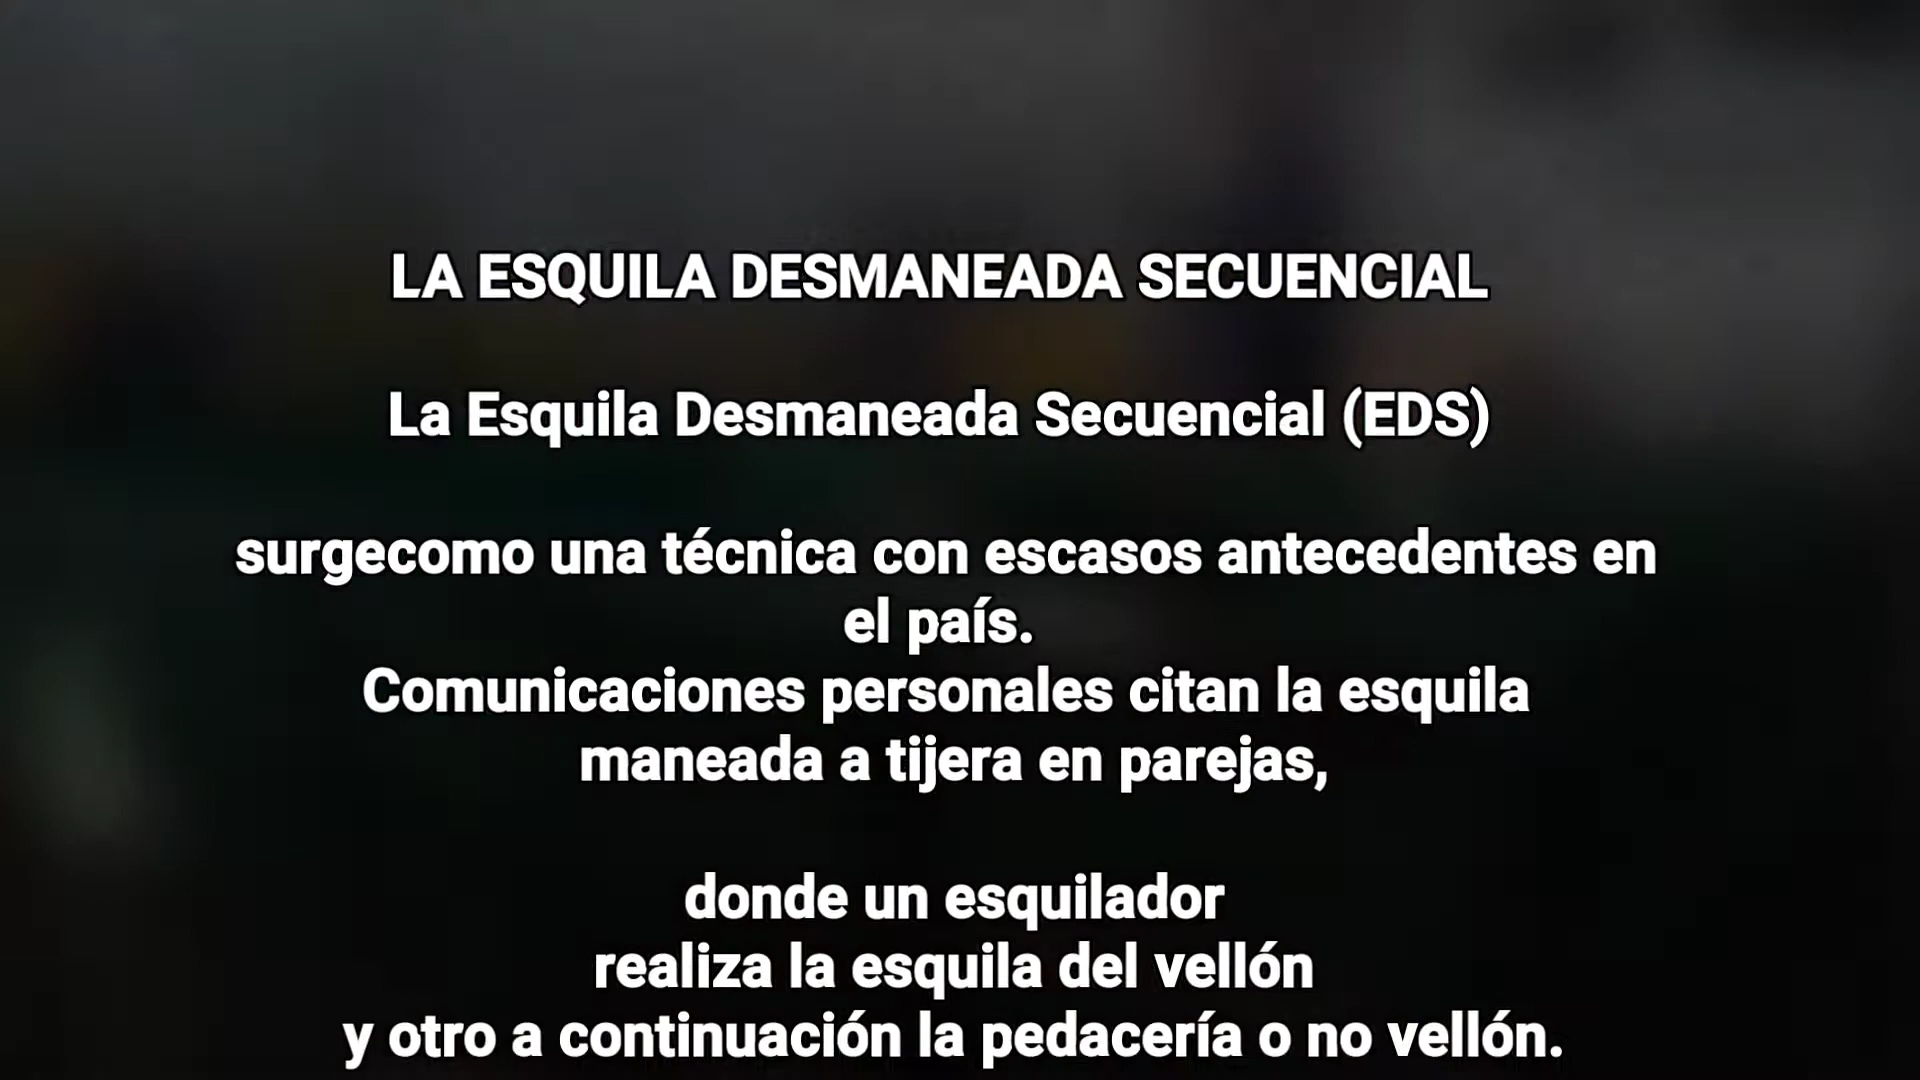 LA ESQUILA DESMANEADA SECUENCIAL
La Esquila Desmaneada Secuencial (EDS)
surgecomo una técnica con escasos antecedentes en
el país.
Comunicaciones personales citan la esquila
maneada a tijera en parejas,
donde un esquilador
realiza la esquila del vellón
y otro a continuación la pedacería o no vellón.